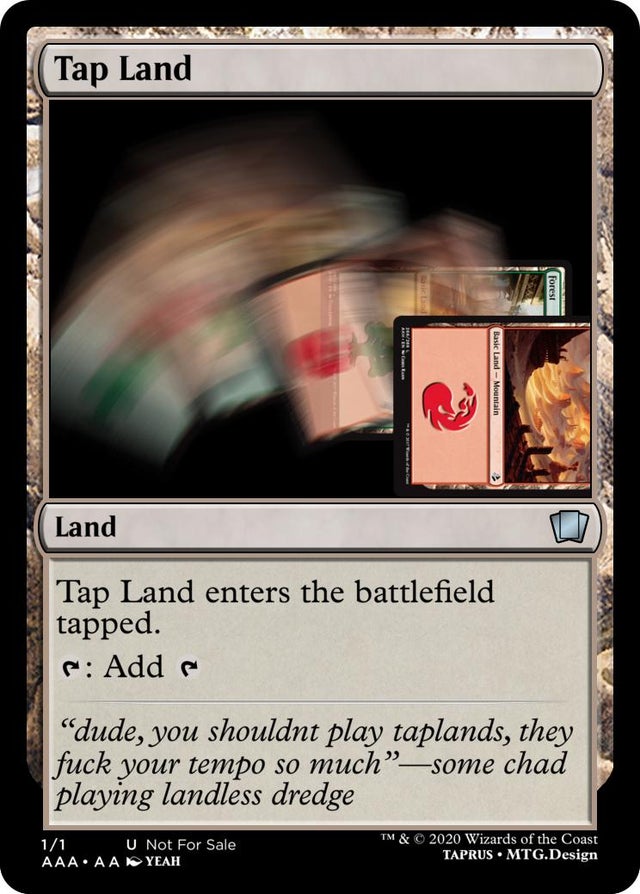 Tap Land
Forest
Basic Land — Mountain
Land
Tap Land enters the battlefield
tapped.
: Add
“dude, you shouldnt play taplands, they
fuck your tempo so much”—some chad
playing landless dredge
1/1 U Not For Sale
AAA • AA YEAH
™ & © 2020 Wizards of the Coast
TAPRUS • MTG.Design